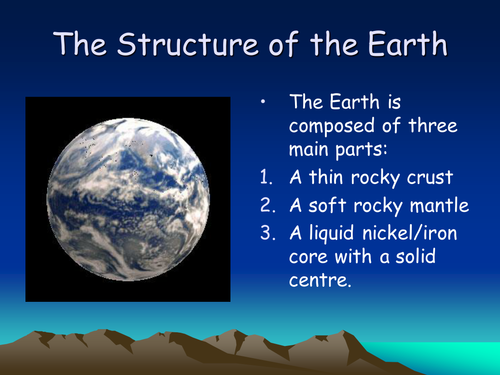 The Structure of the Earth
• The Earth is
composed of three
main parts:
1. A thin rocky crust
2. A soft rocky mantle
3. A liquid nickel/iron
core with a solid
centre.